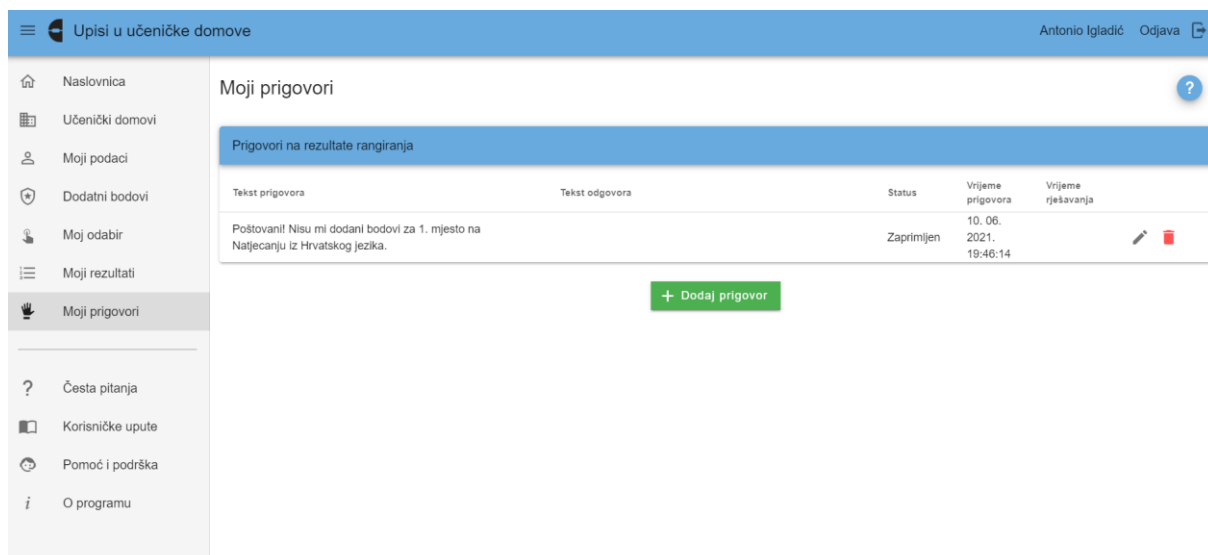 Upisi u učeničke domove
Antonio Igladić
Odjava
Naslovnica
Učenički domovi
Moji podaci
Dodatni bodovi
Moj odabir
Moji rezultati
Moji prigovori
Česta pitanja
Korisničke upute
Pomoć i podrška
O programu
Moji prigovori
Prigovori na rezultate rangiranja
Tekst prigovora
Tekst odgovora
Status
Vrijeme
prigovora
Vrijeme
rješavanja
Poštovani! Nisu mi dodani bodovi za 1. mjesto na
Natjecanju iz Hrvatskog jezika.
Zaprimljen
10. 06.
2021.
19:46:14
+ Dodaj prigovor